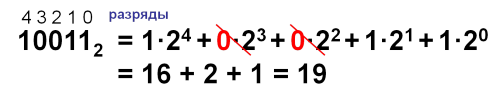 4 3 2 1 0 разряды
10011₂ = 1·2⁴ + 0·2³ + 0·2² + 1·2¹ + 1·2⁰
= 16 + 2 + 1 = 19